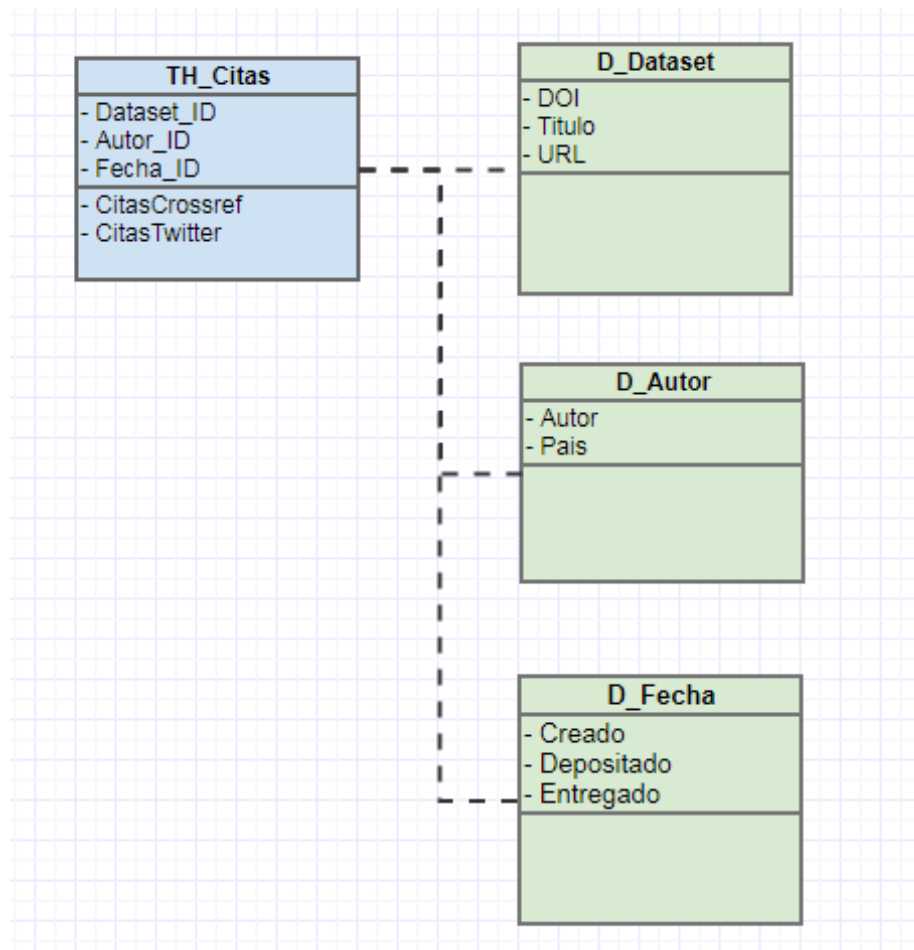 TH_Citas
- Dataset_ID
- Autor_ID
- Fecha_ID
- CitasCrossref
- CitasTwitter
D_Dataset
- DOI
- Titulo
- URL
D_Autor
- Autor
- Pais
D_Fecha
- Creado
- Depositado
- Entregado